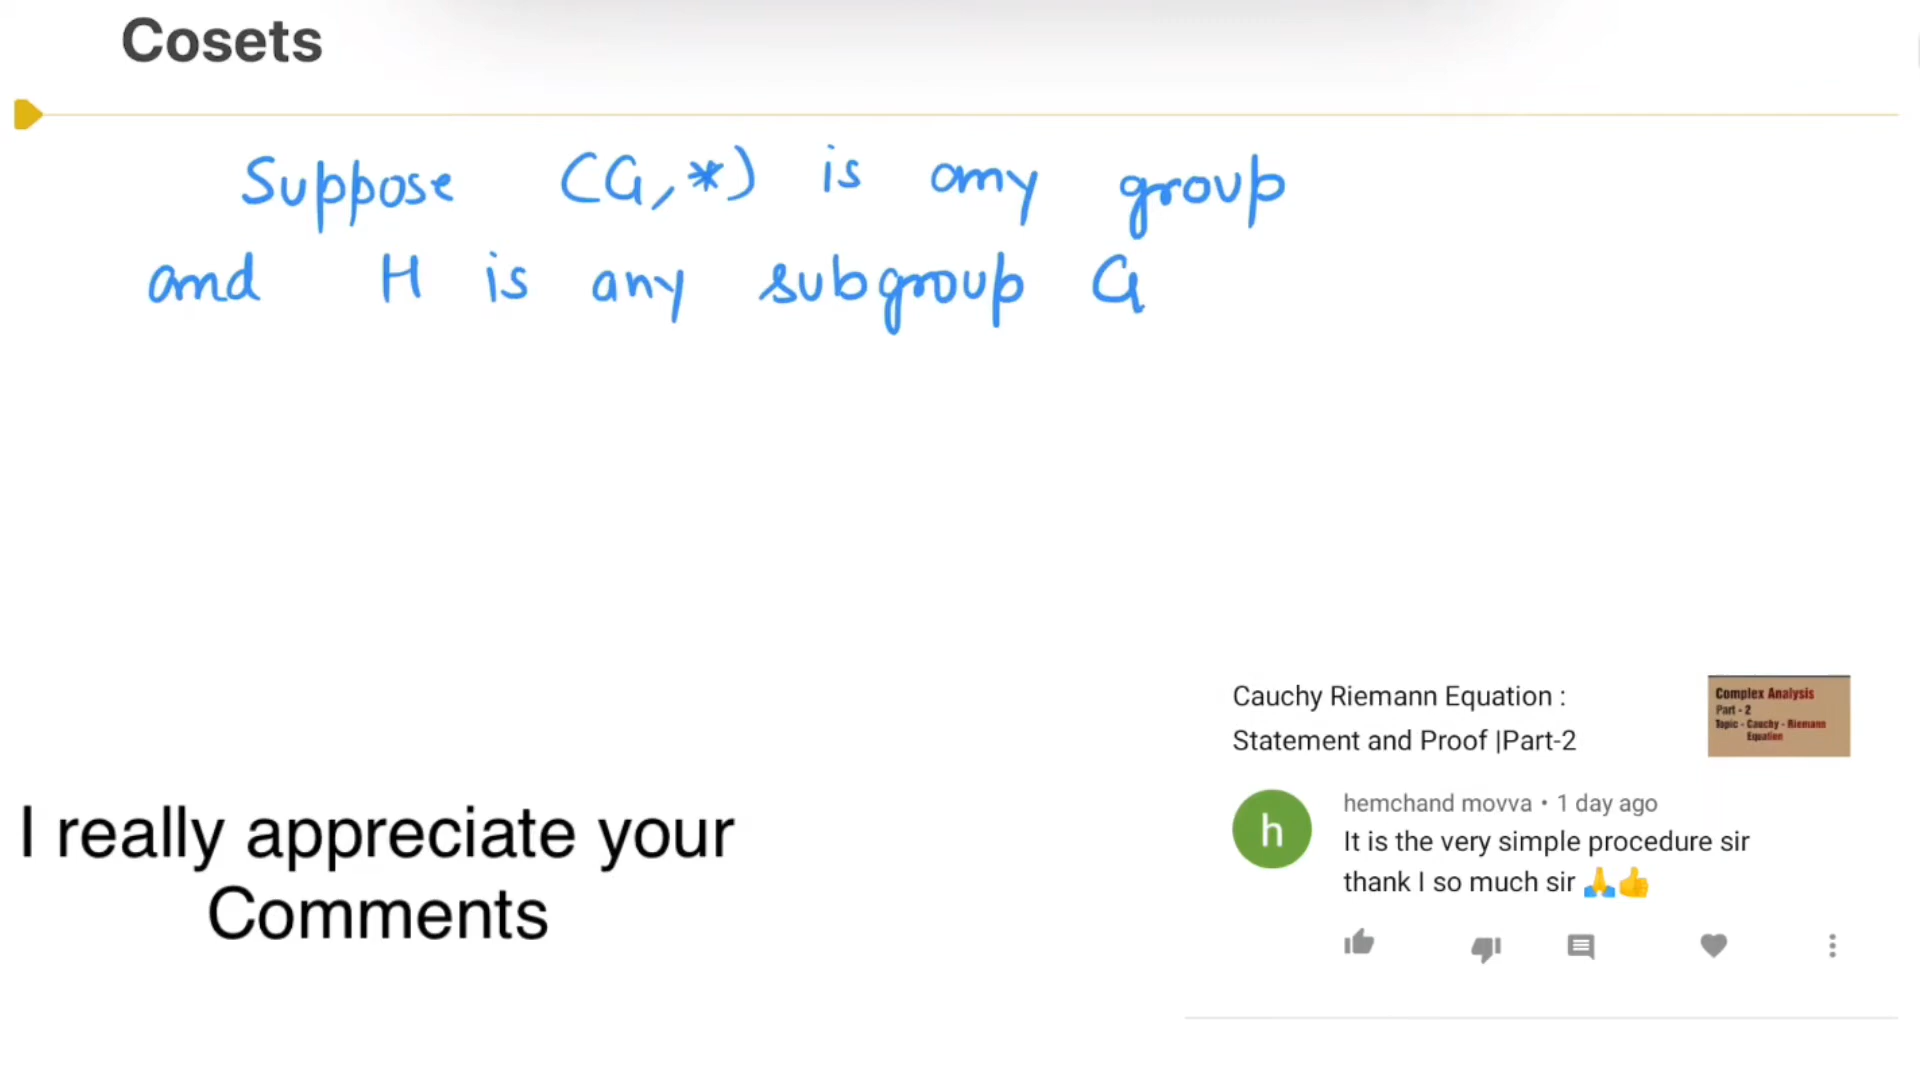 Cosets
Suppose (G,*) is any group
and H is any subgroup G
Cauchy Riemann Equation :
Statement and Proof |Part-2
Complex Analysis
Part - 2
Topic - Cauchy - Riemann
Equation
I really appreciate your
Comments
h
hemchand movva • 1 day ago
It is the very simple procedure sir
thank I so much sir 🙏👍